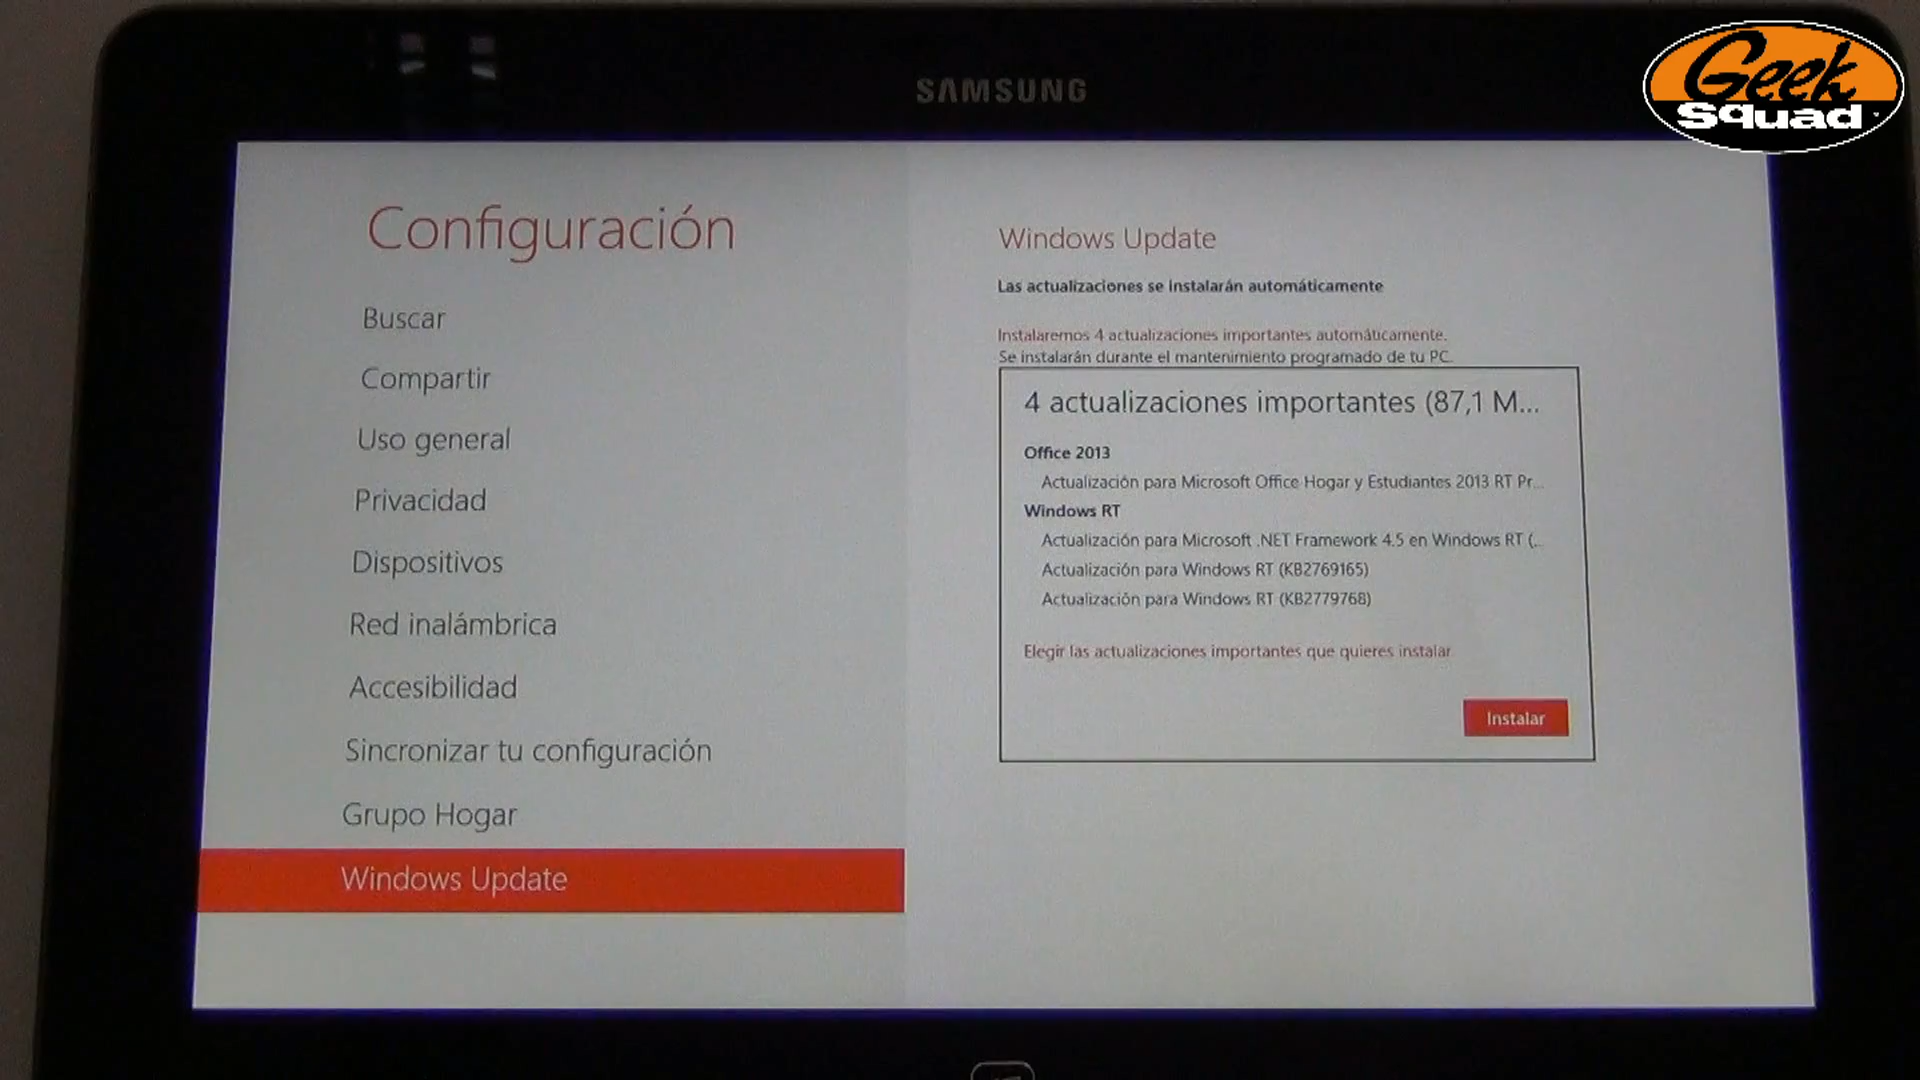 SAMSUNG
Geek
Squad
Configuración
Buscar
Compartir
Uso general
Privacidad
Dispositivos
Red inalámbrica
Accesibilidad
Sincronizar tu configuración
Grupo Hogar
Windows Update
Windows Update
Las actualizaciones se instalarán automáticamente
Instalaremos 4 actualizaciones importantes automáticamente.
Se instalarán durante el mantenimiento programado de tu PC.
4 actualizaciones importantes (87,1 M...
Office 2013
Actualización para Microsoft Office Hogar y Estudiantes 2013 RT Pr...
Windows RT
Actualización para Microsoft .NET Framework 4.5 en Windows RT (...
Actualización para Windows RT (KB2769165)
Actualización para Windows RT (KB2779768)
Elegir las actualizaciones importantes que quieres instalar
Instalar